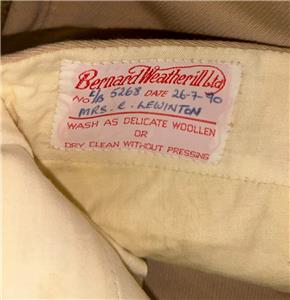 Bernard Weatherill Ltd
NO. E/B 5268 DATE 26-7-90
MRS. C. LEWINTON
WASH AS DELICATE WOOLLEN
OR
DRY CLEAN WITHOUT PRESSING